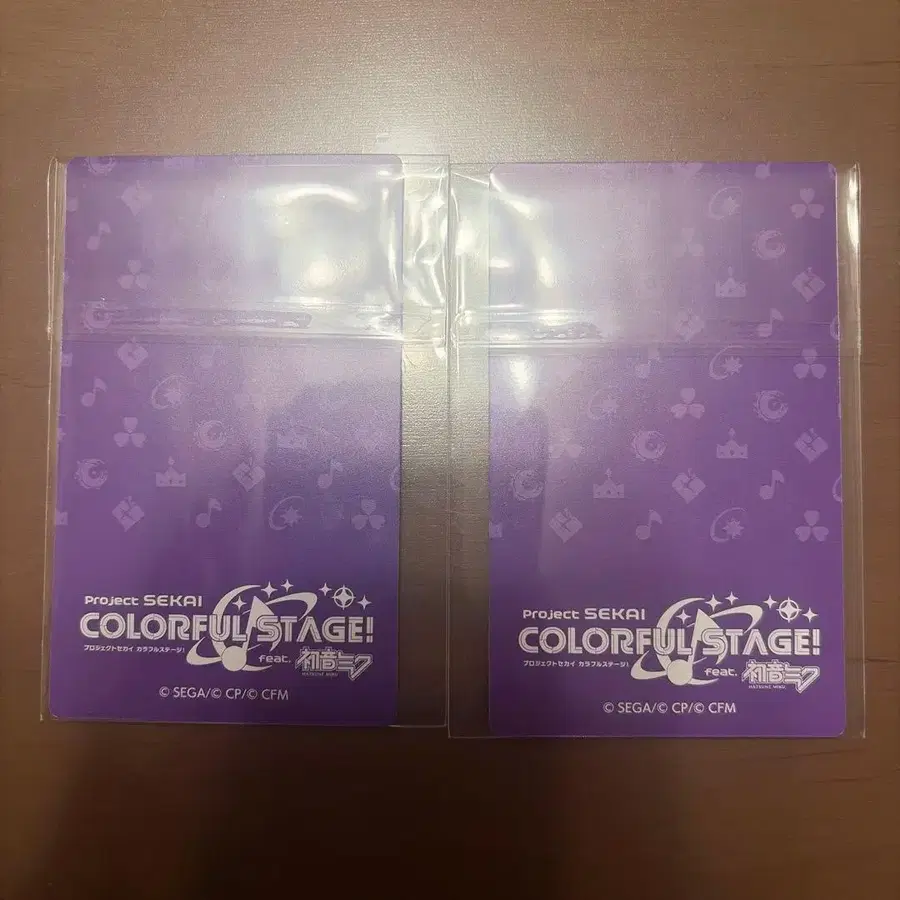 Project SEKAI
COLORFUL STAGE!
プロジェクトセカイ カラフルステージ!
feat. 初音ミク
HATSUNE MIKU
© SEGA/© CP/© CFM
Project SEKAI
COLORFUL STAGE!
プロジェクトセカイ カラフルステージ!
feat. 初音ミク
HATSUNE MIKU
© SEGA/© CP/© CFM